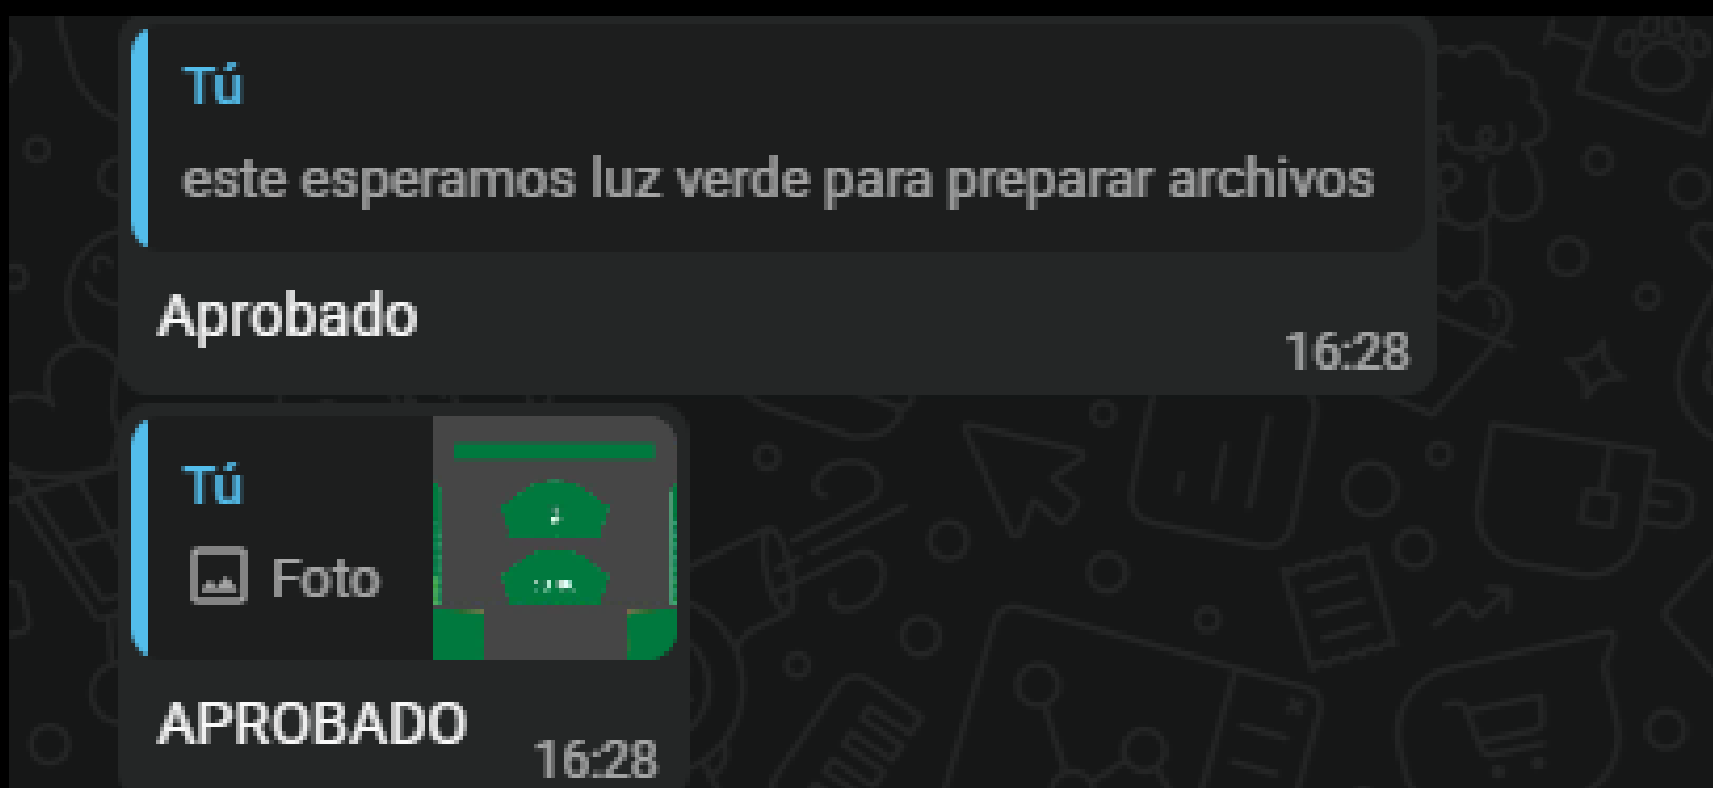 Tú
este esperamos luz verde para preparar archivos
Aprobado
16:28
Tú
Foto
APROBADO
16:28